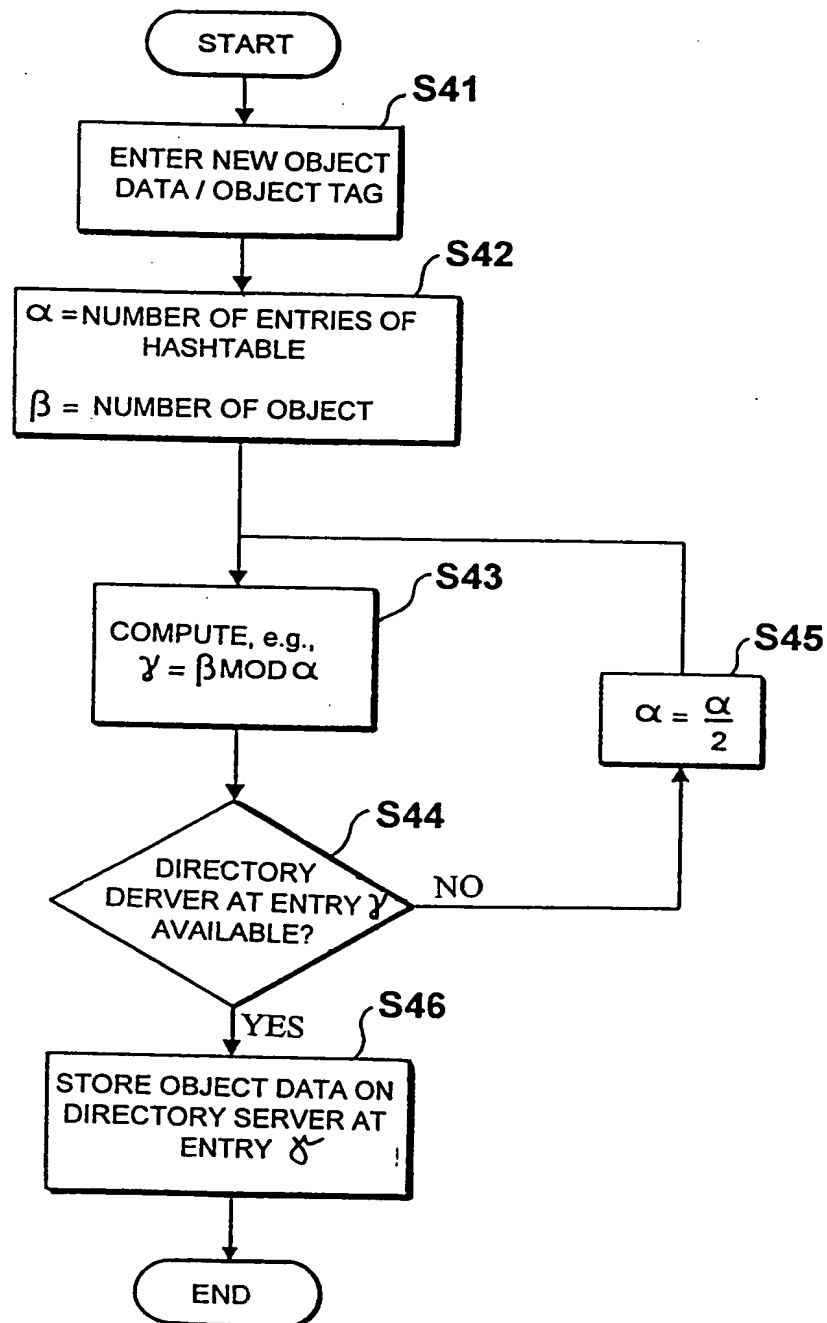 START
S41
ENTER NEW OBJECT
DATA / OBJECT TAG
S42
α = NUMBER OF ENTRIES OF
HASHTABLE
β = NUMBER OF OBJECT
S43
COMPUTE, e.g.,
γ = β MOD α
S45
α = α/2
S44
DIRECTORY
DERVER AT ENTRY γ
AVAILABLE?
NO
YES
S46
STORE OBJECT DATA ON
DIRECTORY SERVER AT
ENTRY γ
END